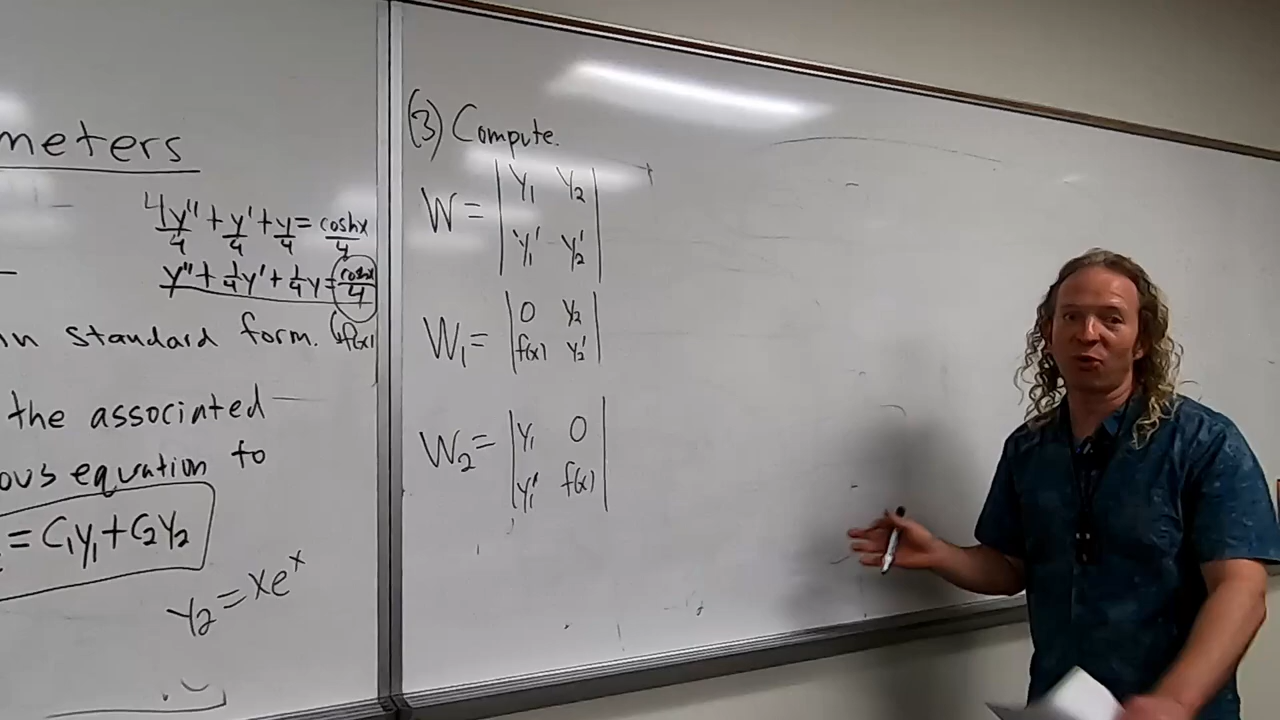 meters
4y"/4 + y'/4 + y/4 = coshx/4
y" + 1/4 y' + 1/4 y = coshx/4
in standard form. f(x)
the associated
ous equation to
= C₁y₁+C₂y₂
y₂ = xeˣ
(3) Compute.
W = | y₁ y₂ |
| y₁' y₂' |
W₁ = | 0 y₂ |
| f(x) y₂' |
W₂ = | y₁ 0 |
| y₁' f(x) |